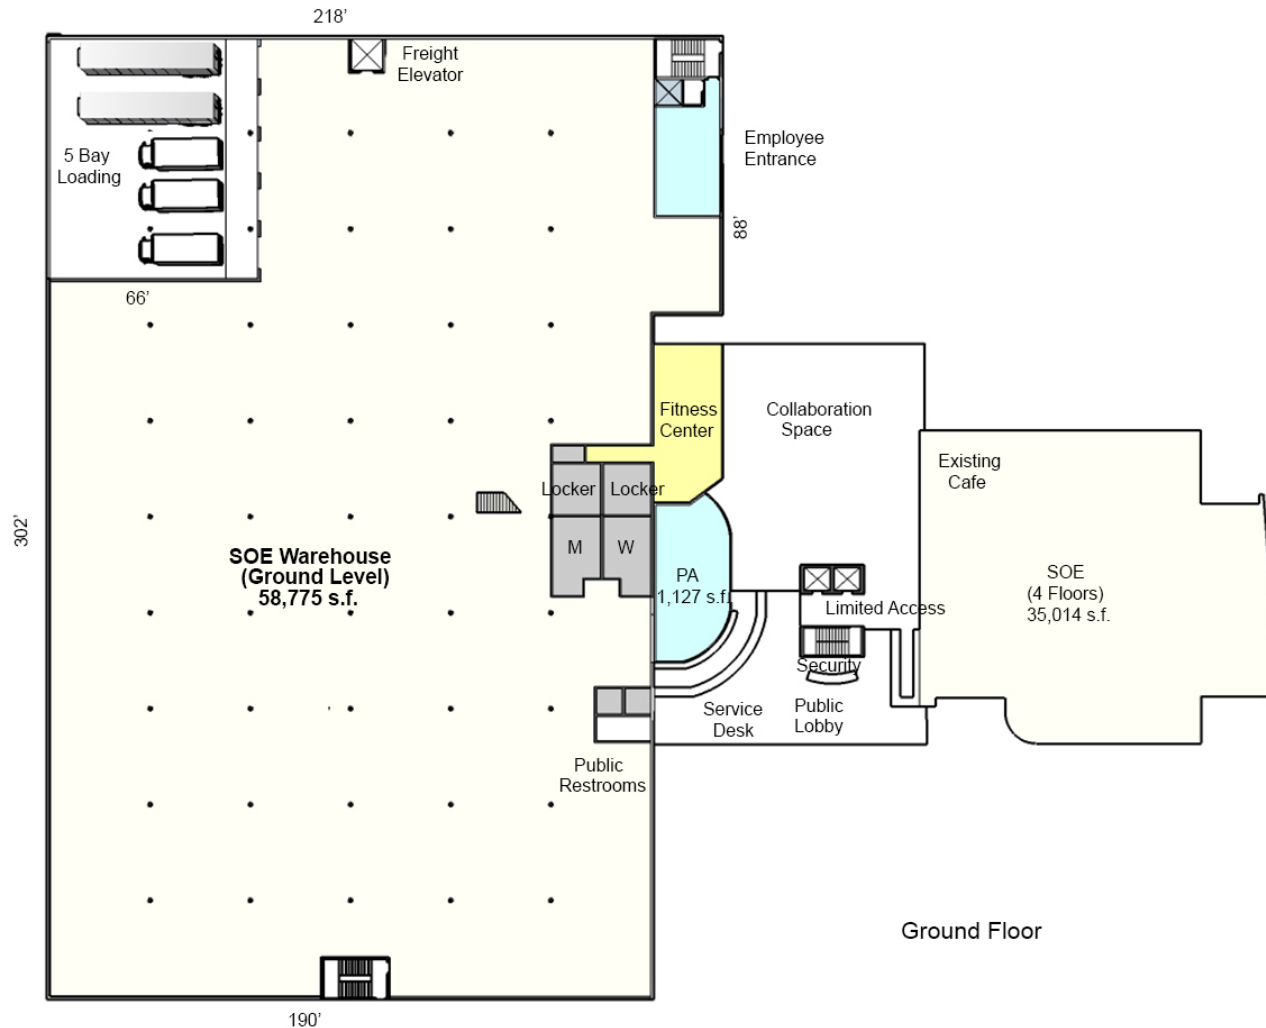 218’
Freight
Elevator
5 Bay
Loading
Employee
Entrance
88’
66’
Fitness
Center
Collaboration
Space
Existing
Cafe
Locker
Locker
302’
SOE Warehouse
(Ground Level)
58,775 s.f.
M
W
PA
1,127 s.f.
SOE
(4 Floors)
35,014 s.f.
Limited Access
Security
Service
Desk
Public
Lobby
Public
Restrooms
Ground Floor
190’